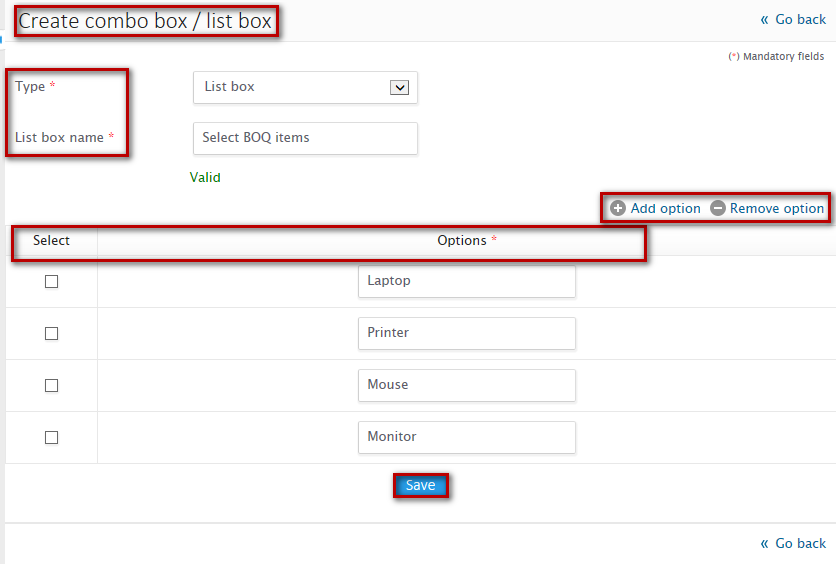 Create combo box / list box
« Go back
(*) Mandatory fields
Type * List box
List box name * Select BOQ items
Valid
Add option Remove option
Select Options *
Laptop
Printer
Mouse
Monitor
Save
« Go back